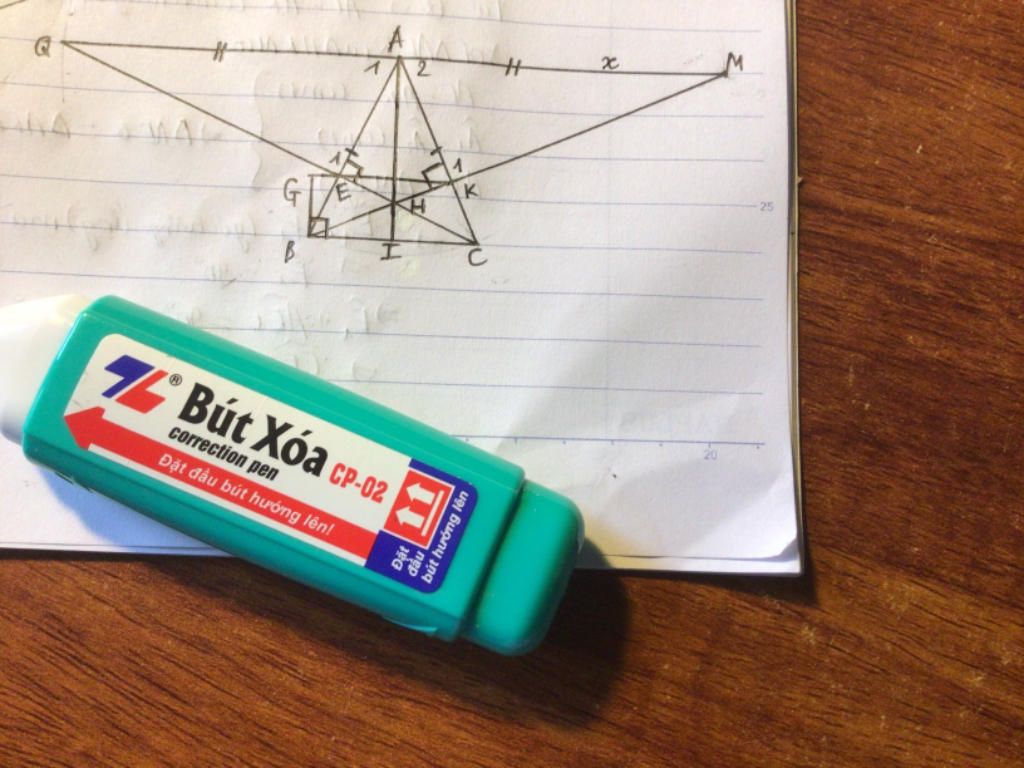 Q A x M
1 2
1 1
G E K
H
B I C
25
20
® Bút Xóa
correction pen CP-02
Đặt đầu bút hướng lên!
Đặt
đầu
bút hướng lên